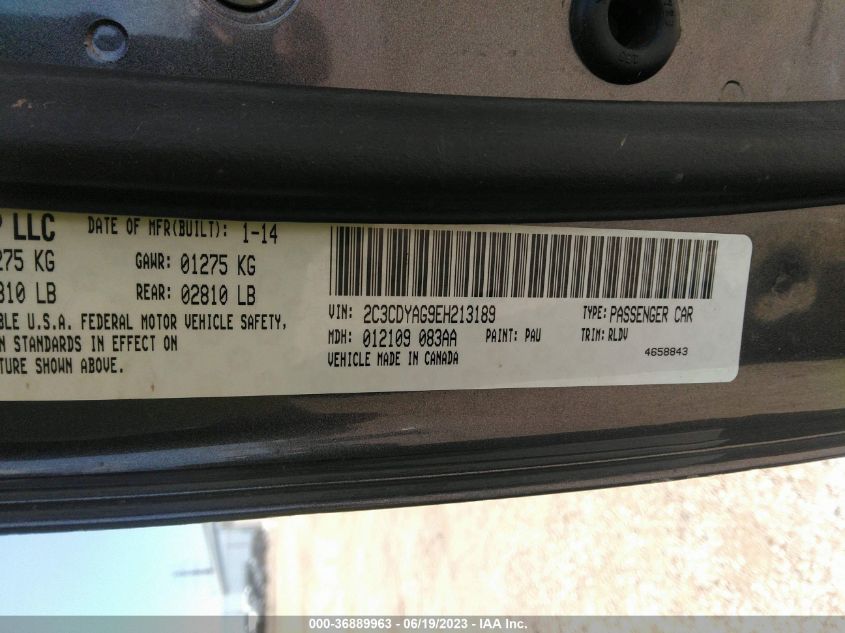 LLC DATE OF MFR(BUILT): 1-14
275 KG GAWR: 01275 KG
810 LB REAR: 02810 LB
BLE U.S.A. FEDERAL MOTOR VEHICLE SAFETY,
N STANDARDS IN EFFECT ON
TURE SHOWN ABOVE.
VIN: 2C3CDYAG9EH213189 TYPE: PASSENGER CAR
MDH: 012109 083AA PAINT: PAU TRIM: RLDV
VEHICLE MADE IN CANADA 4658843
000-36889963 - 06/19/2023 - IAA Inc.